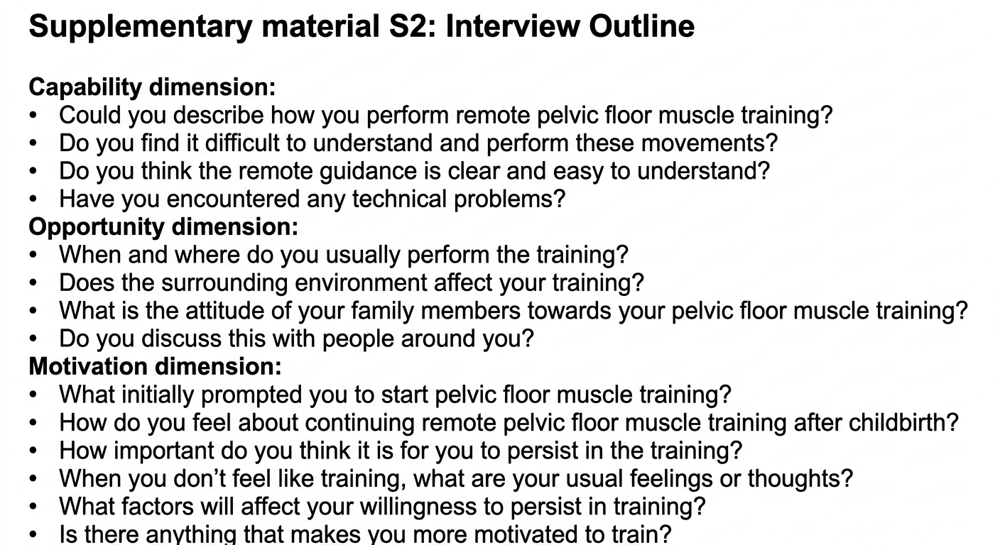 Supplementary material S2: Interview Outline
Capability dimension:
• Could you describe how you perform remote pelvic floor muscle training?
• Do you find it difficult to understand and perform these movements?
• Do you think the remote guidance is clear and easy to understand?
• Have you encountered any technical problems?
Opportunity dimension:
• When and where do you usually perform the training?
• Does the surrounding environment affect your training?
• What is the attitude of your family members towards your pelvic floor muscle training?
• Do you discuss this with people around you?
Motivation dimension:
• What initially prompted you to start pelvic floor muscle training?
• How do you feel about continuing remote pelvic floor muscle training after childbirth?
• How important do you think it is for you to persist in the training?
• When you don’t feel like training, what are your usual feelings or thoughts?
• What factors will affect your willingness to persist in training?
• Is there anything that makes you more motivated to train?